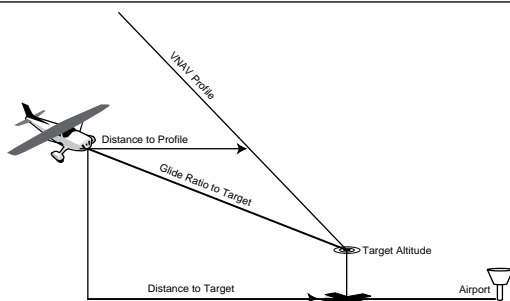 VNAV Profile
Distance to Profile
Glide Ratio to Target
Target Altitude
Distance to Target
Airport